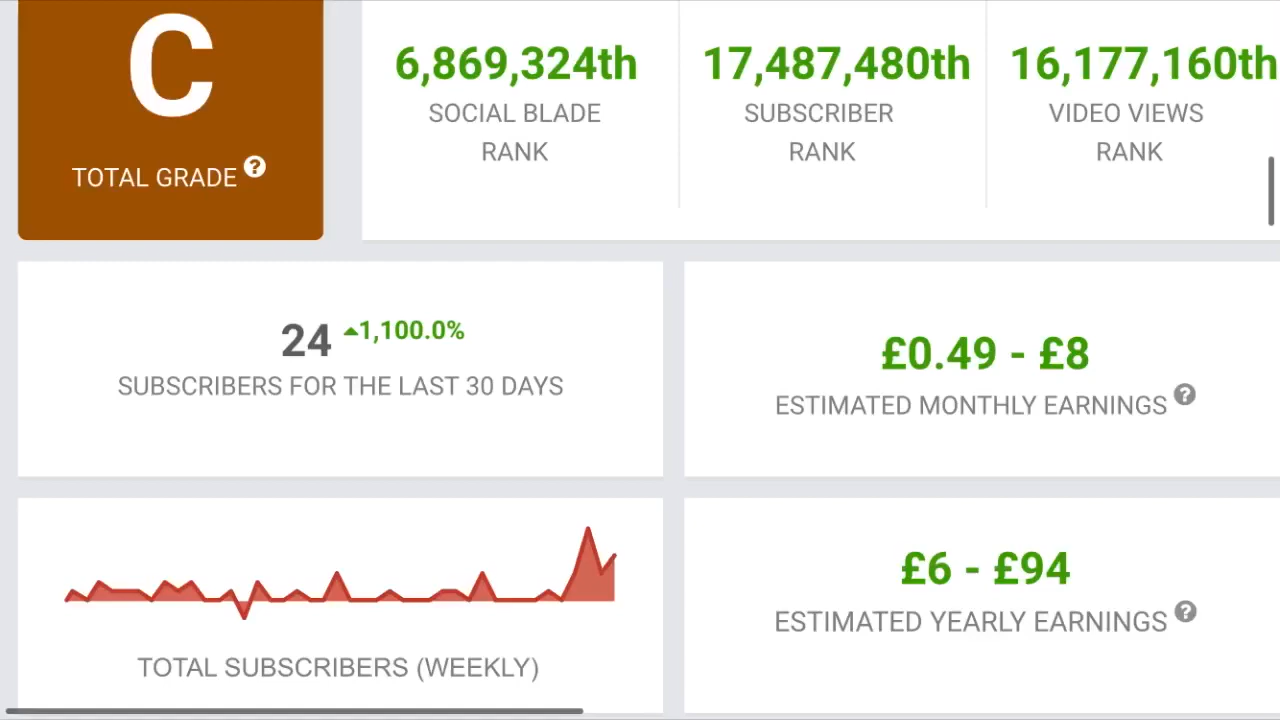 C
TOTAL GRADE ?
6,869,324th
SOCIAL BLADE
RANK
17,487,480th
SUBSCRIBER
RANK
16,177,160th
VIDEO VIEWS
RANK
24 1,100.0%
SUBSCRIBERS FOR THE LAST 30 DAYS
£0.49 - £8
ESTIMATED MONTHLY EARNINGS ?
TOTAL SUBSCRIBERS (WEEKLY)
£6 - £94
ESTIMATED YEARLY EARNINGS ?